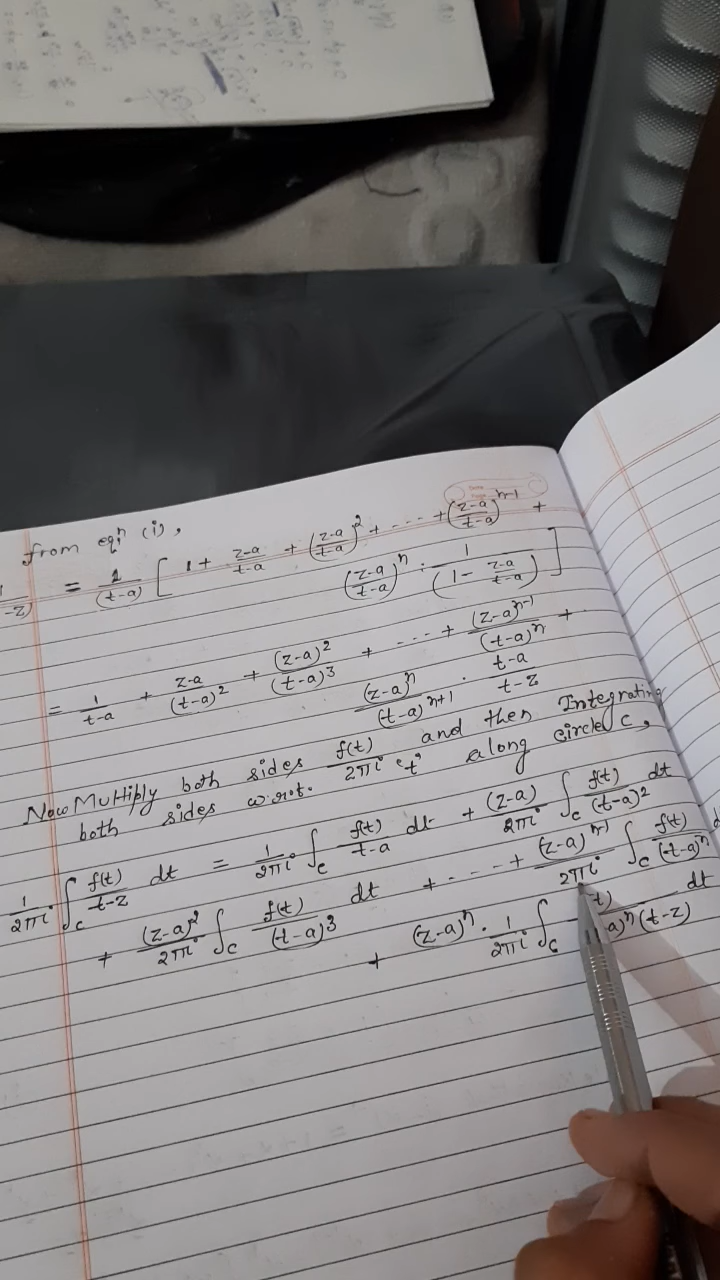 from eqⁿ (i),
= 1/(t-a) [ 1 + (z-a)/(t-a) + ((z-a)/(t-a))² + ---- + ((z-a)/(t-a))ⁿ⁻¹ +
((z-a)/(t-a))ⁿ · 1/(1 - (z-a)/(t-a)) ]
= 1/(t-a) + (z-a)/(t-a)² + (z-a)²/(t-a)³ + ---- + (z-a)ⁿ⁻¹/(t-a)ⁿ +
(z-a)ⁿ/(t-a)ⁿ⁺¹ · (t-a)/(t-z)
Now Multiply both sides f(t)/2πi and then Integrating
both sides w.r.t. 't' along circle C,
1/2πi ∫c f(t)/(t-z) dt = 1/2πi ∫c f(t)/(t-a) dt + (z-a)/2πi ∫c f(t)/(t-a)² dt
+ (z-a)²/2πi ∫c f(t)/(t-a)³ dt + ---- + (z-a)ⁿ⁻¹/2πi ∫c f(t)/(t-a)ⁿ d
+ (z-a)ⁿ · 1/2πi ∫c t)/a)ⁿ(t-z) dt